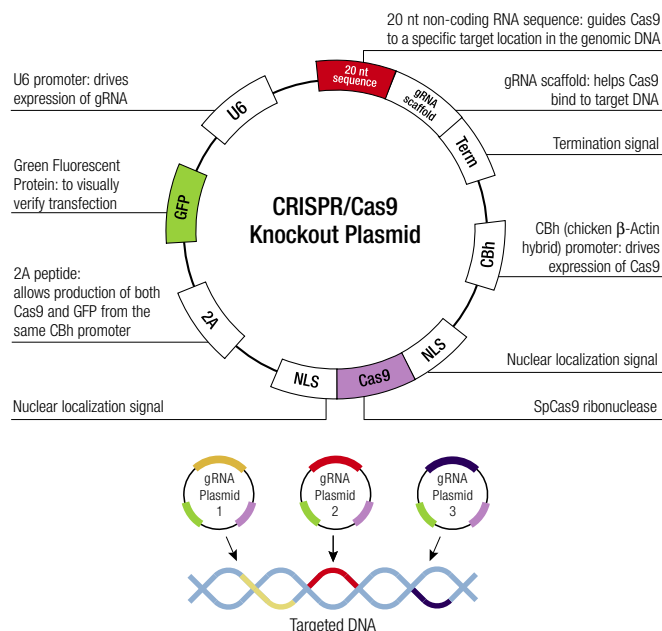 20 nt non-coding RNA sequence: guides Cas9
to a specific target location in the genomic DNA
U6 promoter: drives
expression of gRNA
20 nt
sequence
gRNA
scaffold
gRNA scaffold: helps Cas9
bind to target DNA
U6
Term
Termination signal
Green Fluorescent
Protein: to visually
verify transfection
GFP
CRISPR/Cas9
Knockout Plasmid
CBh
CBh (chicken β-Actin
hybrid) promoter: drives
expression of Cas9
2A peptide:
allows production of both
Cas9 and GFP from the
same CBh promoter
2A
NLS
Cas9
NLS
Nuclear localization signal
Nuclear localization signal
SpCas9 ribonuclease
gRNA
Plasmid
1
gRNA
Plasmid
2
gRNA
Plasmid
3
Targeted DNA